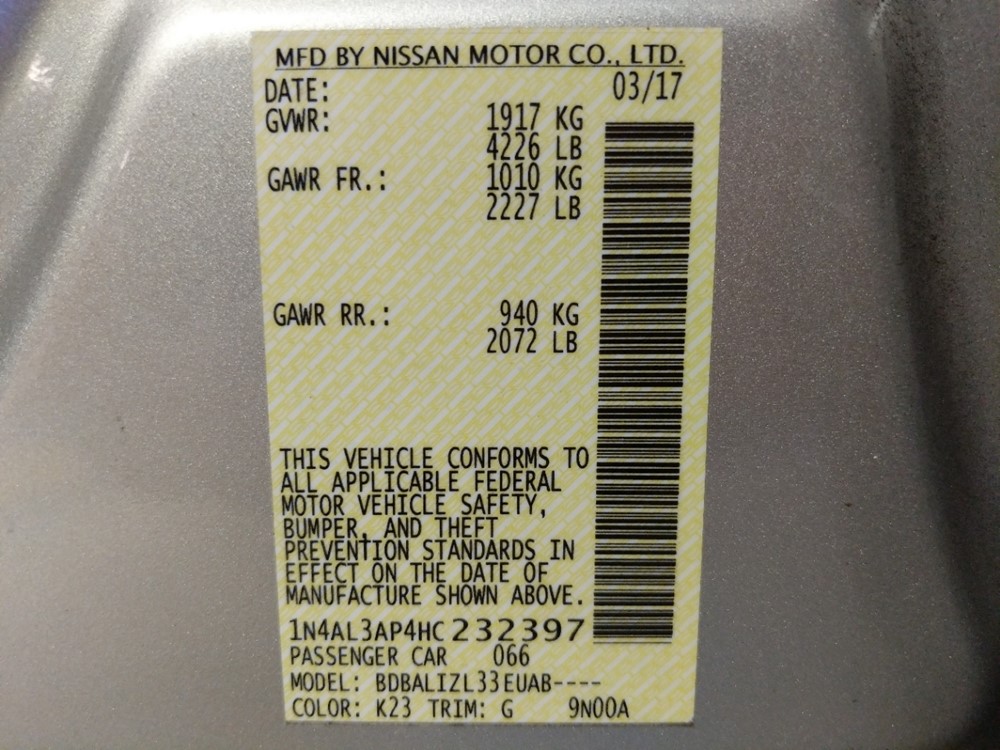 MFD BY NISSAN MOTOR CO., LTD.
DATE: 03/17
GVWR: 1917 KG
4226 LB
GAWR FR.: 1010 KG
2227 LB
GAWR RR.: 940 KG
2072 LB
THIS VEHICLE CONFORMS TO
ALL APPLICABLE FEDERAL
MOTOR VEHICLE SAFETY,
BUMPER, AND THEFT
PREVENTION STANDARDS IN
EFFECT ON THE DATE OF
MANUFACTURE SHOWN ABOVE.
1N4AL3AP4HC232397
PASSENGER CAR 066
MODEL: BDBALIZL33EUAB----
COLOR: K23 TRIM: G 9N00A